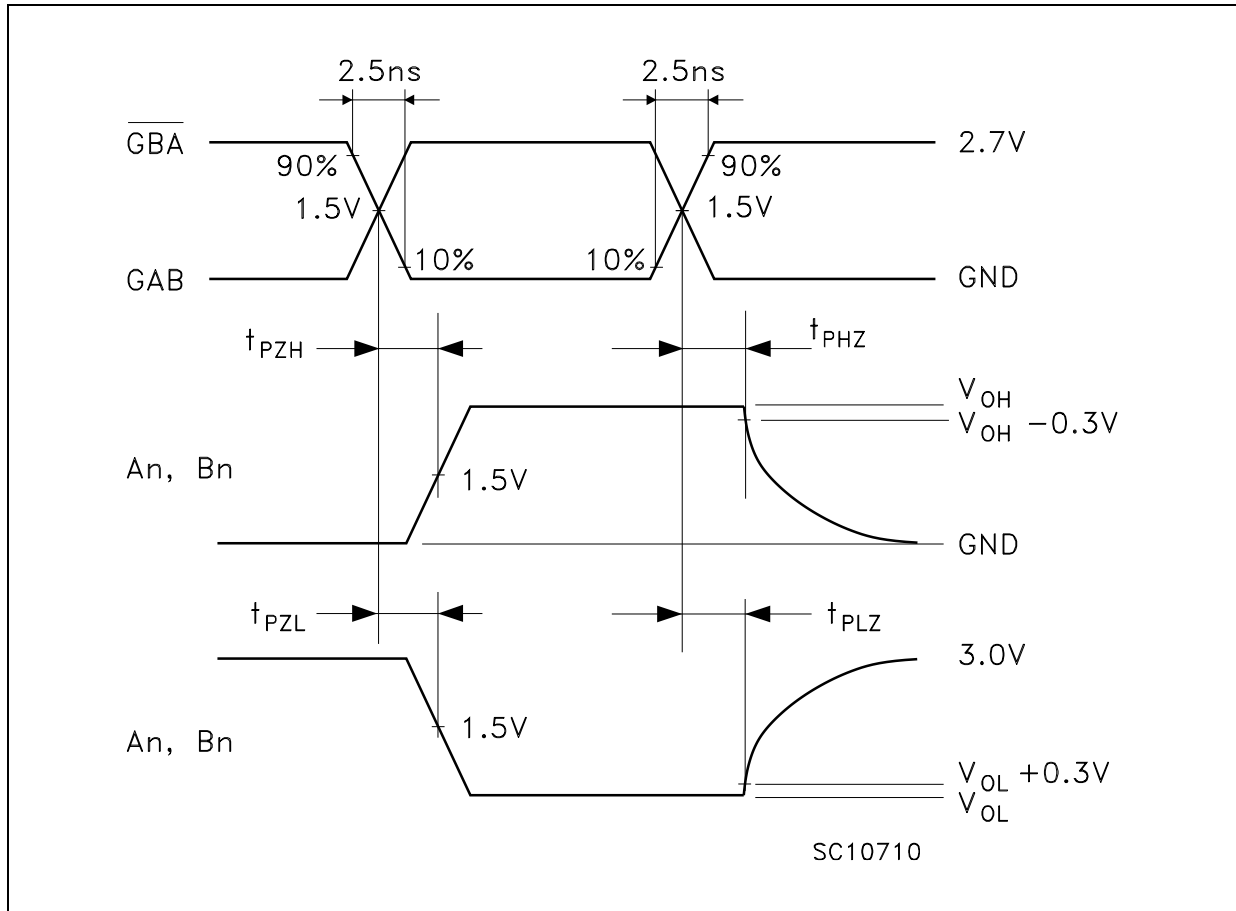 2.5ns 2.5ns
G̅B̅A̅ 2.7V
90% 90%
1.5V 1.5V
10% 10%
GAB GND
tPZH tPHZ
VOH
VOH −0.3V
An, Bn 1.5V
GND
tPZL tPLZ
3.0V
An, Bn 1.5V
VOL +0.3V
VOL
SC10710